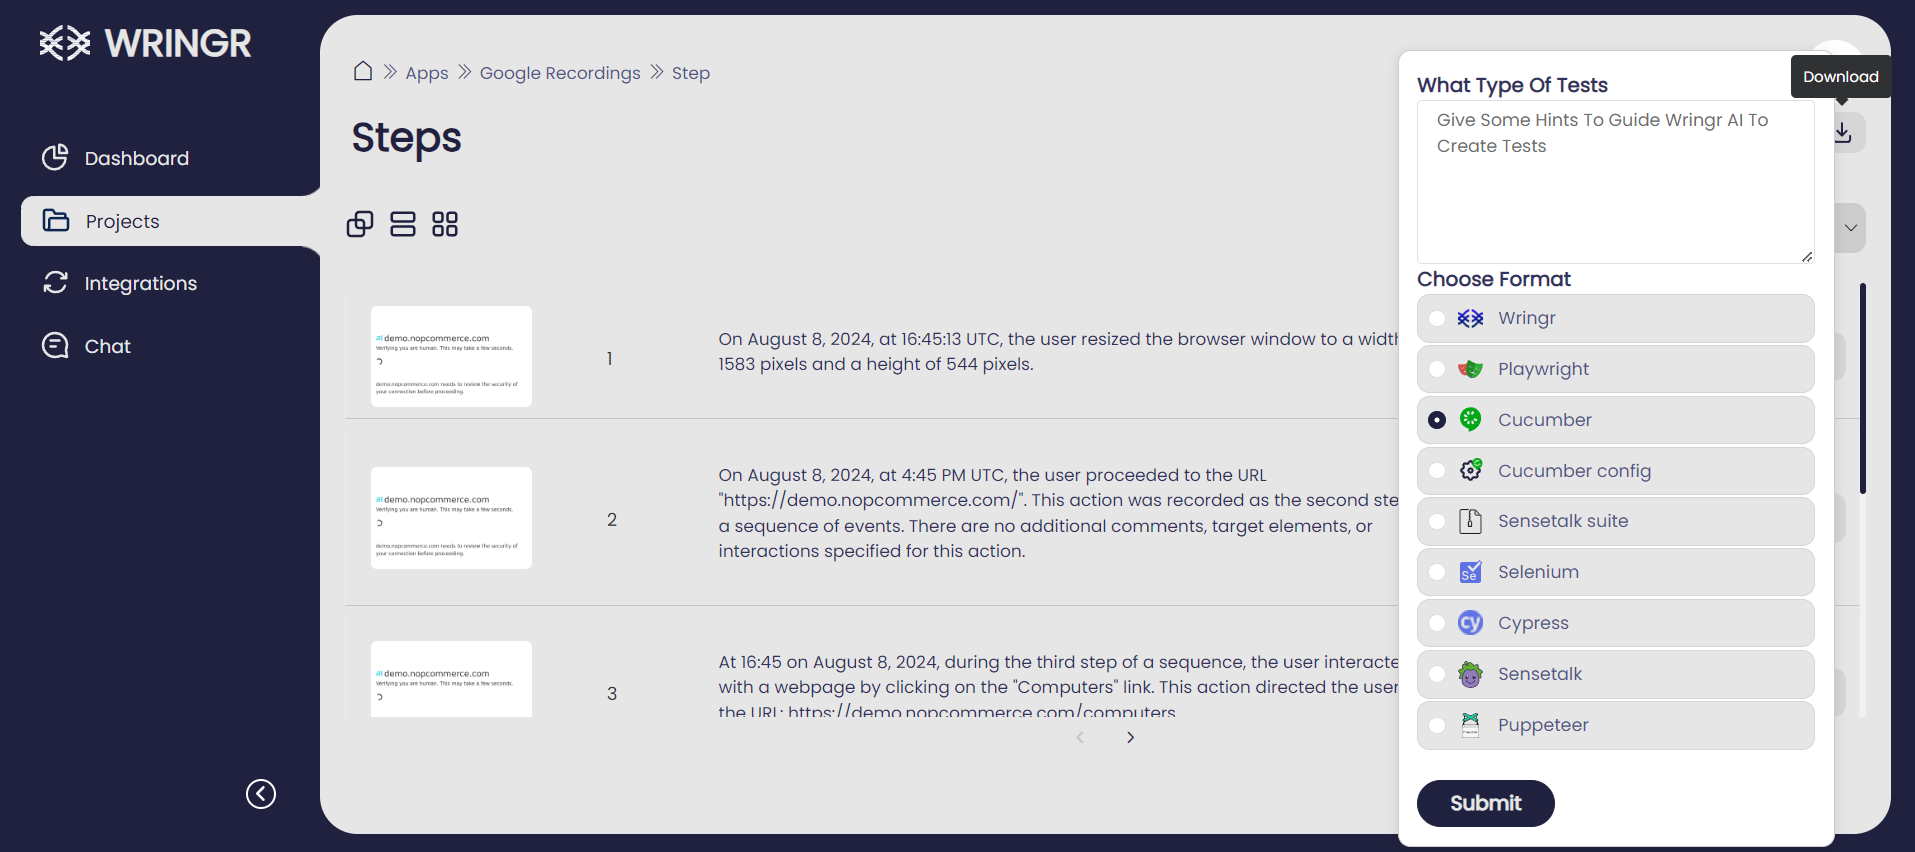 WRINGR
Dashboard
Projects
Integrations
Chat
Apps
Google Recordings
Step
Steps
demo.nopcommerce.com
Verifying you are human. This may take a few seconds.
demo.nopcommerce.com needs to review the security of
your connection before proceeding.
1
On August 8, 2024, at 16:45:13 UTC, the user resized the browser window to a width
1583 pixels and a height of 544 pixels.
demo.nopcommerce.com
Verifying you are human. This may take a few seconds.
demo.nopcommerce.com needs to review the security of
your connection before proceeding.
2
On August 8, 2024, at 4:45 PM UTC, the user proceeded to the URL
"https://demo.nopcommerce.com/". This action was recorded as the second ste
a sequence of events. There are no additional comments, target elements, or
interactions specified for this action.
demo.nopcommerce.com
Verifying you are human. This may take a few seconds.
3
At 16:45 on August 8, 2024, during the third step of a sequence, the user interacte
with a webpage by clicking on the "Computers" link. This action directed the user
the URL: https://demo.nopcommerce.com/computers
Download
What Type Of Tests
Give Some Hints To Guide Wringr AI To
Create Tests
Choose Format
Wringr
Playwright
Cucumber
Cucumber config
Sensetalk suite
Se
Selenium
cy
Cypress
Sensetalk
Puppeteer
Submit